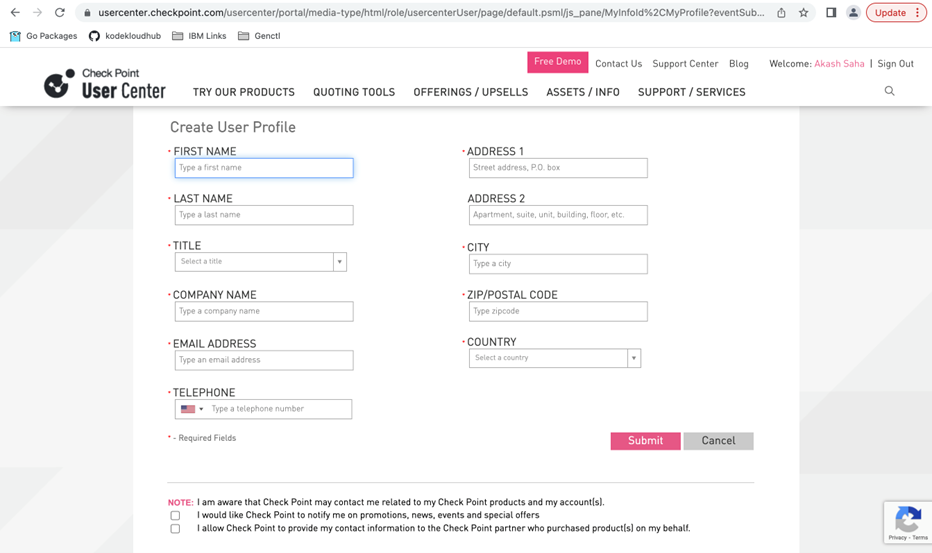 usercenter.checkpoint.com/usercenter/portal/media-type/html/role/usercenterUser/page/default.psml/js_pane/MyInfoId%2CMyProfile?eventSub...
Update
Go Packages kodekloudhub IBM Links Genctl
Free Demo Contact Us Support Center Blog Welcome: Akash Saha | Sign Out
Check Point
User Center
TRY OUR PRODUCTS QUOTING TOOLS OFFERINGS / UPSELLS ASSETS / INFO SUPPORT / SERVICES
Create User Profile
* FIRST NAME
Type a first name
* LAST NAME
Type a last name
* TITLE
Select a title
* COMPANY NAME
Type a company name
* EMAIL ADDRESS
Type an email address
* TELEPHONE
Type a telephone number
* - Required Fields
* ADDRESS 1
Street address, P.O. box
ADDRESS 2
Apartment, suite, unit, building, floor, etc.
* CITY
Type a city
* ZIP/POSTAL CODE
Type zipcode
* COUNTRY
Select a country
Submit Cancel
NOTE: I am aware that Check Point may contact me related to my Check Point products and my account(s).
I would like Check Point to notify me on promotions, news, events and special offers
I allow Check Point to provide my contact information to the Check Point partner who purchased product(s) on my behalf.
Privacy - Terms